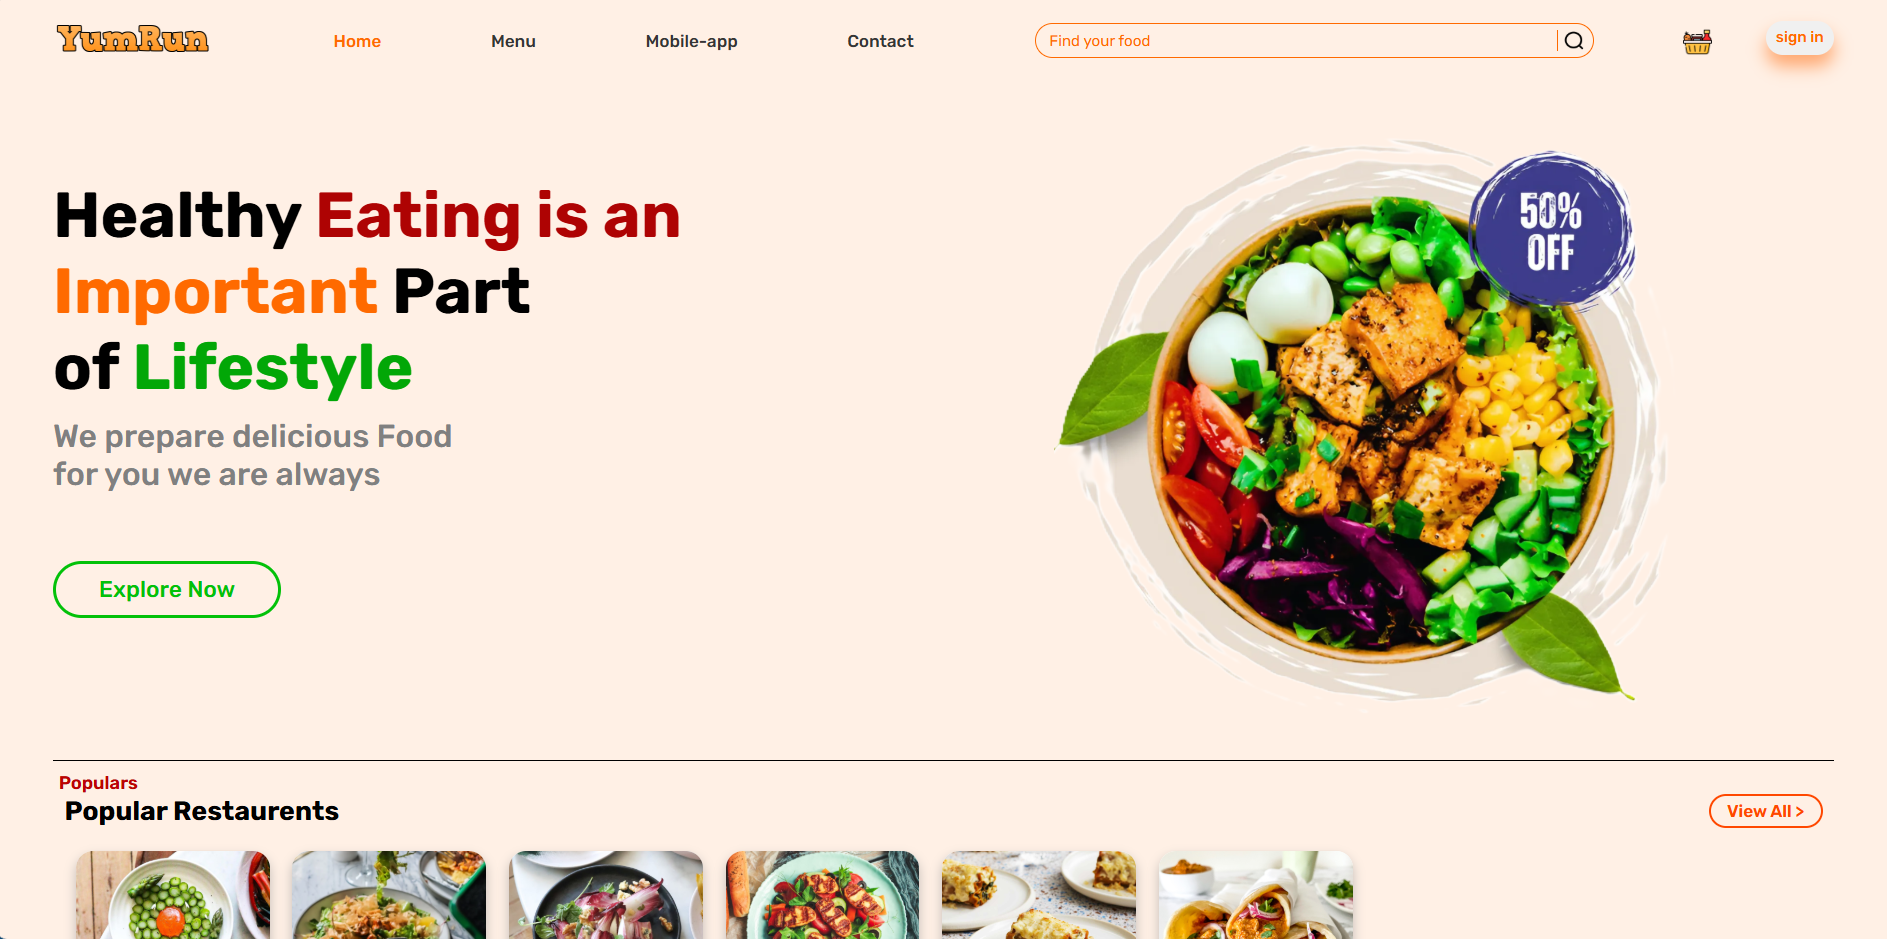 YumRun
Home
Menu
Mobile-app
Contact
Find your food
sign in
Healthy Eating is an
Important Part
of Lifestyle
We prepare delicious Food
for you we are always
Explore Now
50%
OFF
Populars
Popular Restaurents
View All >